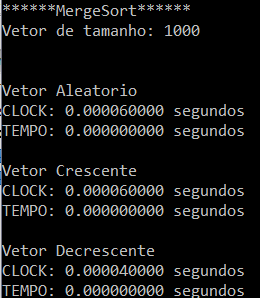 ******MergeSort******
Vetor de tamanho: 1000
Vetor Aleatorio
CLOCK: 0.000060000 segundos
TEMPO: 0.000000000 segundos
Vetor Crescente
CLOCK: 0.000060000 segundos
TEMPO: 0.000000000 segundos
Vetor Decrescente
CLOCK: 0.000040000 segundos
TEMPO: 0.000000000 segundos